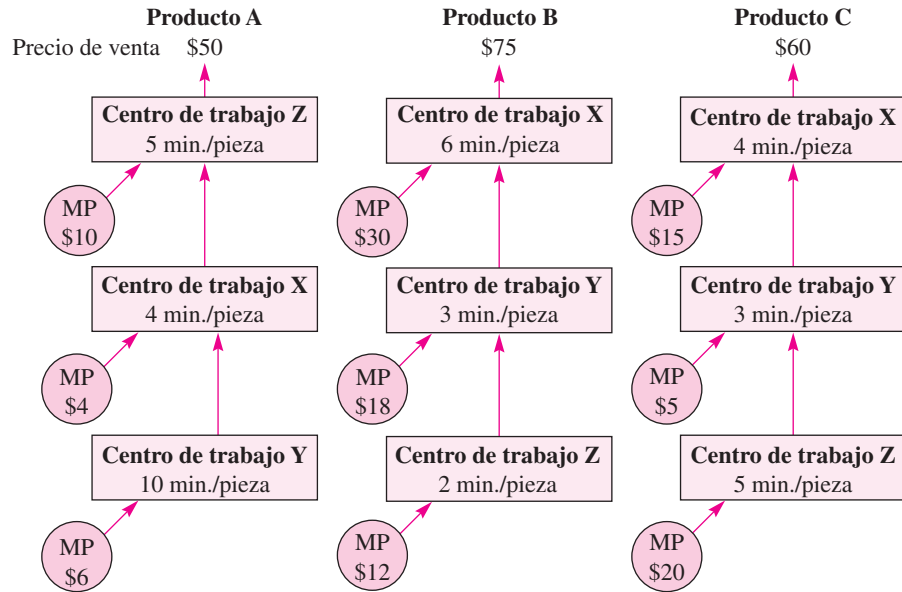 Producto A
Producto B
Producto C
Precio de venta $50
$75
$60
Centro de trabajo Z
5 min./pieza
Centro de trabajo X
6 min./pieza
Centro de trabajo X
4 min./pieza
MP
$10
MP
$30
MP
$15
Centro de trabajo X
4 min./pieza
Centro de trabajo Y
3 min./pieza
Centro de trabajo Y
3 min./pieza
MP
$4
MP
$18
MP
$5
Centro de trabajo Y
10 min./pieza
Centro de trabajo Z
2 min./pieza
Centro de trabajo Z
5 min./pieza
MP
$6
MP
$12
MP
$20